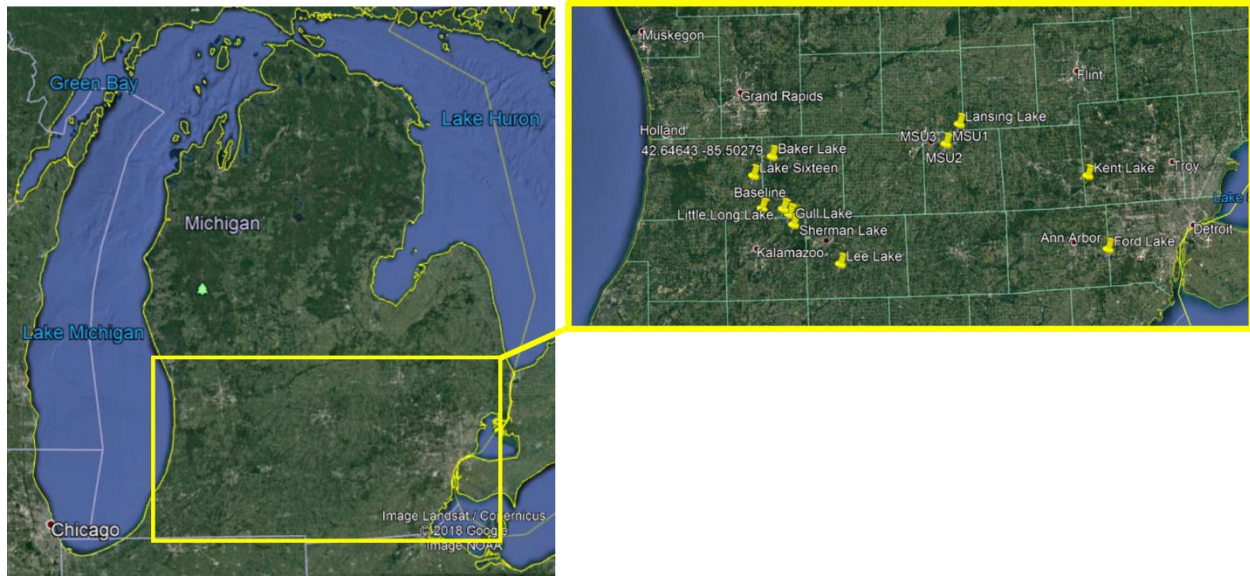 Green Bay
Lake Huron
Michigan
Lake Michigan
Chicago
Image Landsat / Copernicus
© 2018 Google
Image NOAA
Muskegon
Flint
Grand Rapids
Lansing Lake
Holland
MSU3
MSU1
42.64643 -85.50279
Baker Lake
MSU2
Lake Sixteen
Kent Lake
Troy
Baseline
Lake
Little Long Lake
Gull Lake
Sherman Lake
Detroit
Ann Arbor
Ford Lake
Kalamazoo
Lee Lake